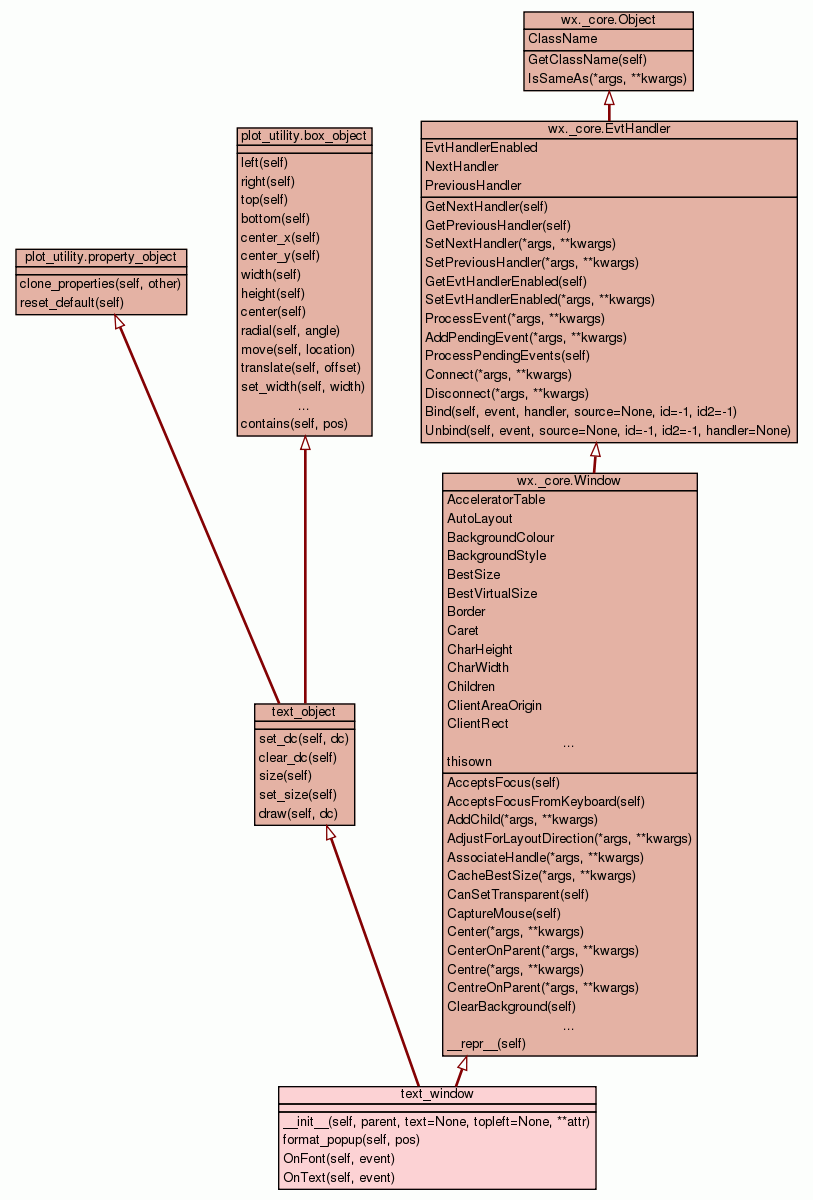 wx._core.Object
ClassName
GetClassName(self)
IsSameAs(*args, **kwargs)
plot_utility.box_object
left(self)
right(self)
top(self)
bottom(self)
center_x(self)
center_y(self)
width(self)
height(self)
center(self)
radial(self, angle)
move(self, location)
translate(self, offset)
set_width(self, width)
...
contains(self, pos)
wx._core.EvtHandler
EvtHandlerEnabled
NextHandler
PreviousHandler
GetNextHandler(self)
GetPreviousHandler(self)
SetNextHandler(*args, **kwargs)
SetPreviousHandler(*args, **kwargs)
GetEvtHandlerEnabled(self)
SetEvtHandlerEnabled(*args, **kwargs)
ProcessEvent(*args, **kwargs)
AddPendingEvent(*args, **kwargs)
ProcessPendingEvents(self)
Connect(*args, **kwargs)
Disconnect(*args, **kwargs)
Bind(self, event, handler, source=None, id=-1, id2=-1)
Unbind(self, event, source=None, id=-1, id2=-1, handler=None)
plot_utility.property_object
clone_properties(self, other)
reset_default(self)
wx._core.Window
AcceleratorTable
AutoLayout
BackgroundColour
BackgroundStyle
BestSize
BestVirtualSize
Border
Caret
CharHeight
CharWidth
Children
ClientAreaOrigin
ClientRect
...
thisown
AcceptsFocus(self)
AcceptsFocusFromKeyboard(self)
AddChild(*args, **kwargs)
AdjustForLayoutDirection(*args, **kwargs)
AssociateHandle(*args, **kwargs)
CacheBestSize(*args, **kwargs)
CanSetTransparent(self)
CaptureMouse(self)
Center(*args, **kwargs)
CenterOnParent(*args, **kwargs)
Centre(*args, **kwargs)
CentreOnParent(*args, **kwargs)
ClearBackground(self)
...
__repr__(self)
text_object
set_dc(self, dc)
clear_dc(self)
size(self)
set_size(self)
draw(self, dc)
text_window
__init__(self, parent, text=None, topleft=None, **attr)
format_popup(self, pos)
OnFont(self, event)
OnText(self, event)